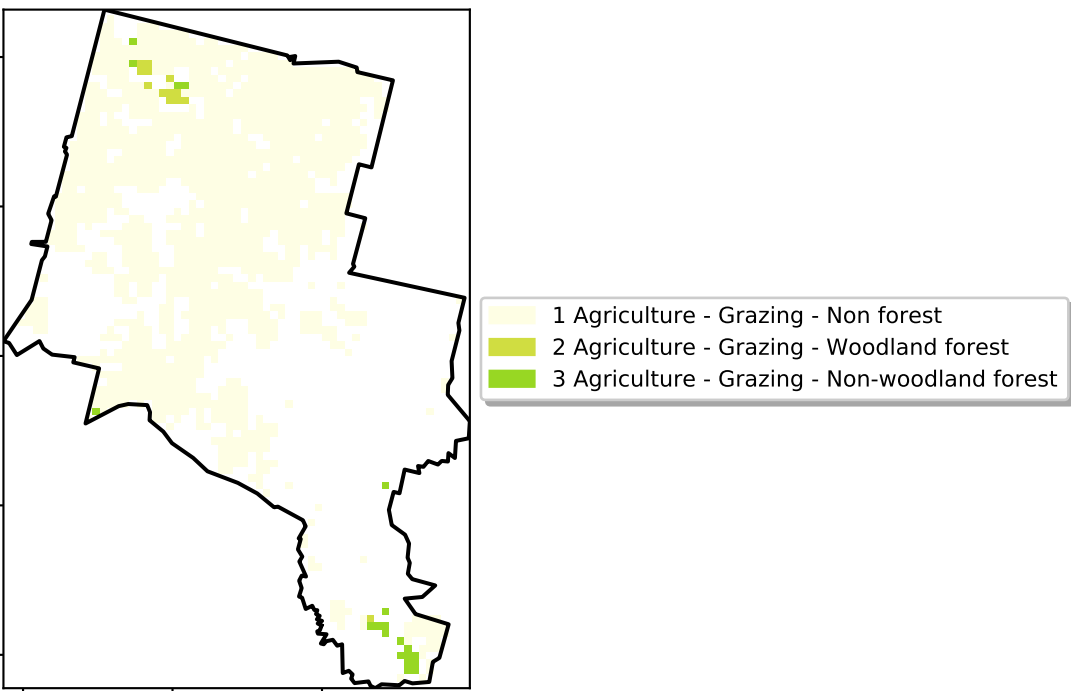 1 Agriculture - Grazing - Non forest
2 Agriculture - Grazing - Woodland forest
3 Agriculture - Grazing - Non-woodland forest